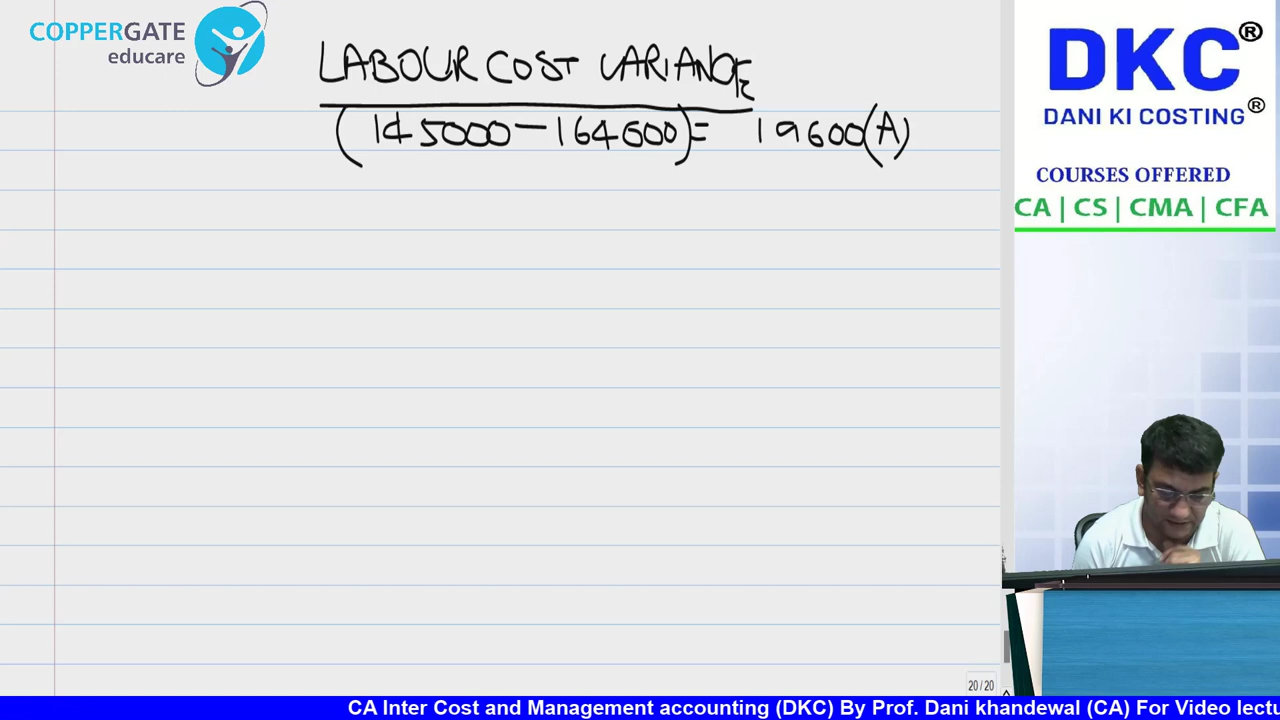 COPPERGATE
educare
LABOUR COST VARIANCE
(145000 - 164600) = 19600(A)
DKC®
DANI KI COSTING®
COURSES OFFERED
CA | CS | CMA | CFA
20 / 20
CA Inter Cost and Management accounting (DKC) By Prof. Dani khandewal (CA) For Video lectu